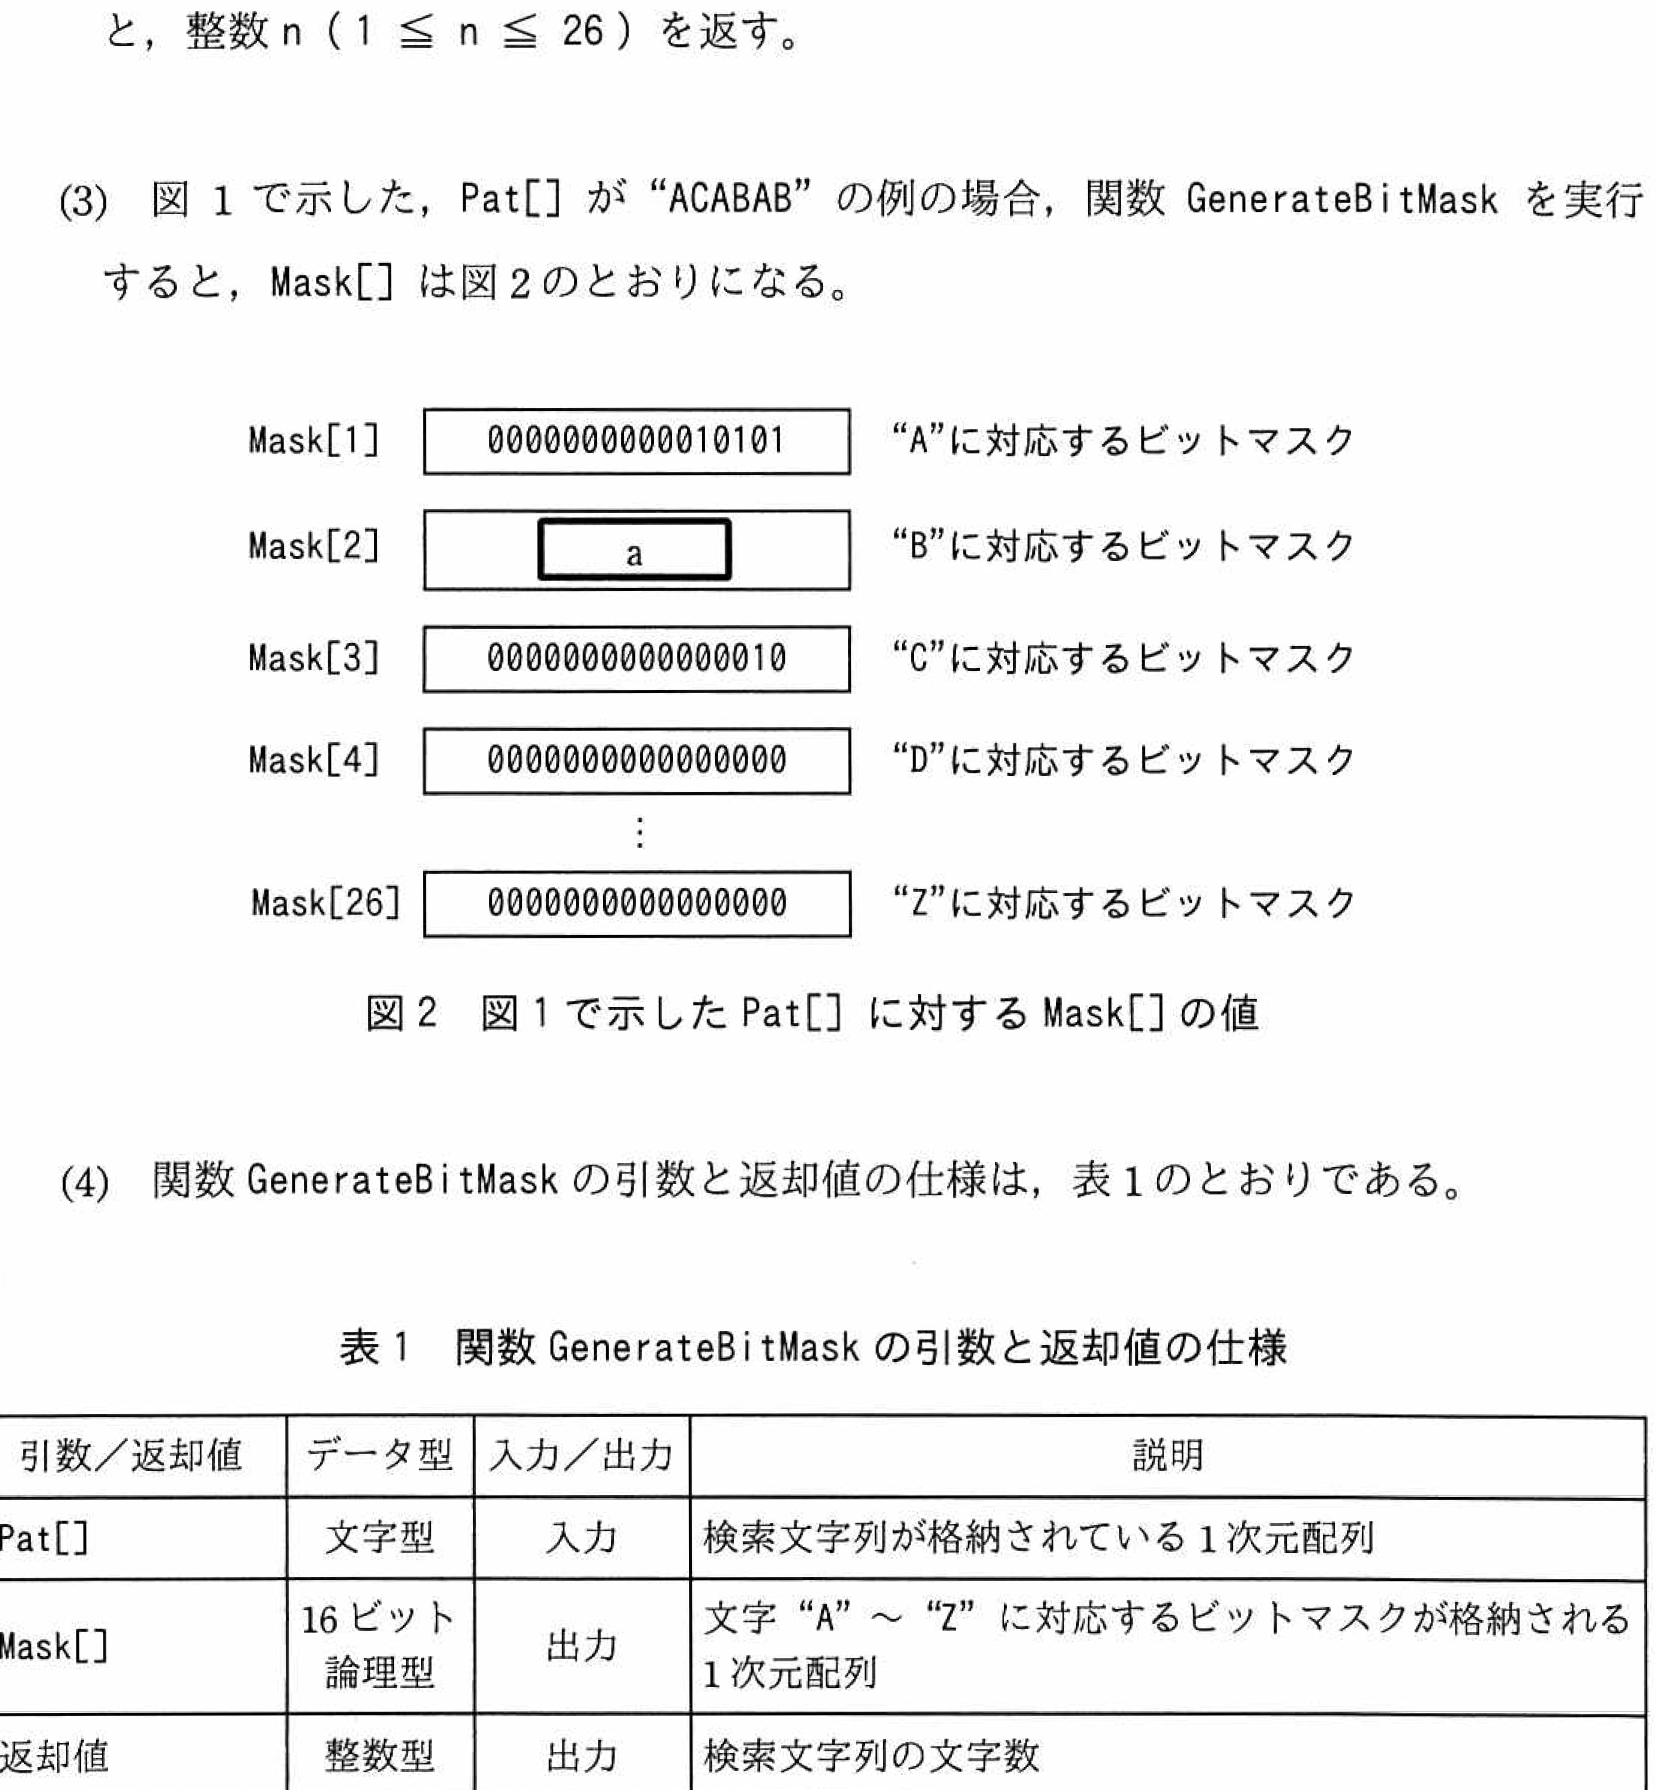 と，整数 n ( 1 ≦ n ≦ 26 ) を返す。
(3) 図 1 で示した，Pat[] が “ACABAB” の例の場合，関数 GenerateBitMask を実行
すると，Mask[] は図 2 のとおりになる。
Mask[1] 0000000000010101 “A”に対応するビットマスク
Mask[2] a “B”に対応するビットマスク
Mask[3] 0000000000000010 “C”に対応するビットマスク
Mask[4] 0000000000000000 “D”に対応するビットマスク
⋮
Mask[26] 0000000000000000 “Z”に対応するビットマスク
図 2 図 1 で示した Pat[] に対する Mask[] の値
(4) 関数 GenerateBitMask の引数と返却値の仕様は，表 1 のとおりである。
表 1 関数 GenerateBitMask の引数と返却値の仕様
引数／返却値 データ型 入力／出力 説明
Pat[] 文字型 入力 検索文字列が格納されている 1 次元配列
Mask[] 16 ビット論理型 出力 文字 “A” ～ “Z” に対応するビットマスクが格納される
1 次元配列
返却値 整数型 出力 検索文字列の文字数